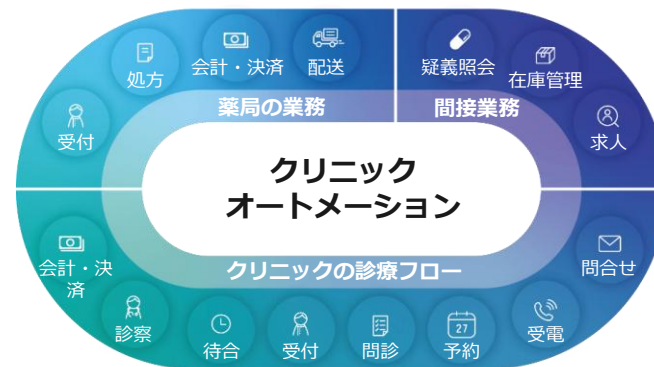 処方
会計・決済
配送
疑義照会
在庫管理
受付
薬局の業務
間接業務
求人
クリニック
オートメーション
会計・決
済
クリニックの診療フロー
問合せ
診察
待合
受付
問診
27
予約
受電